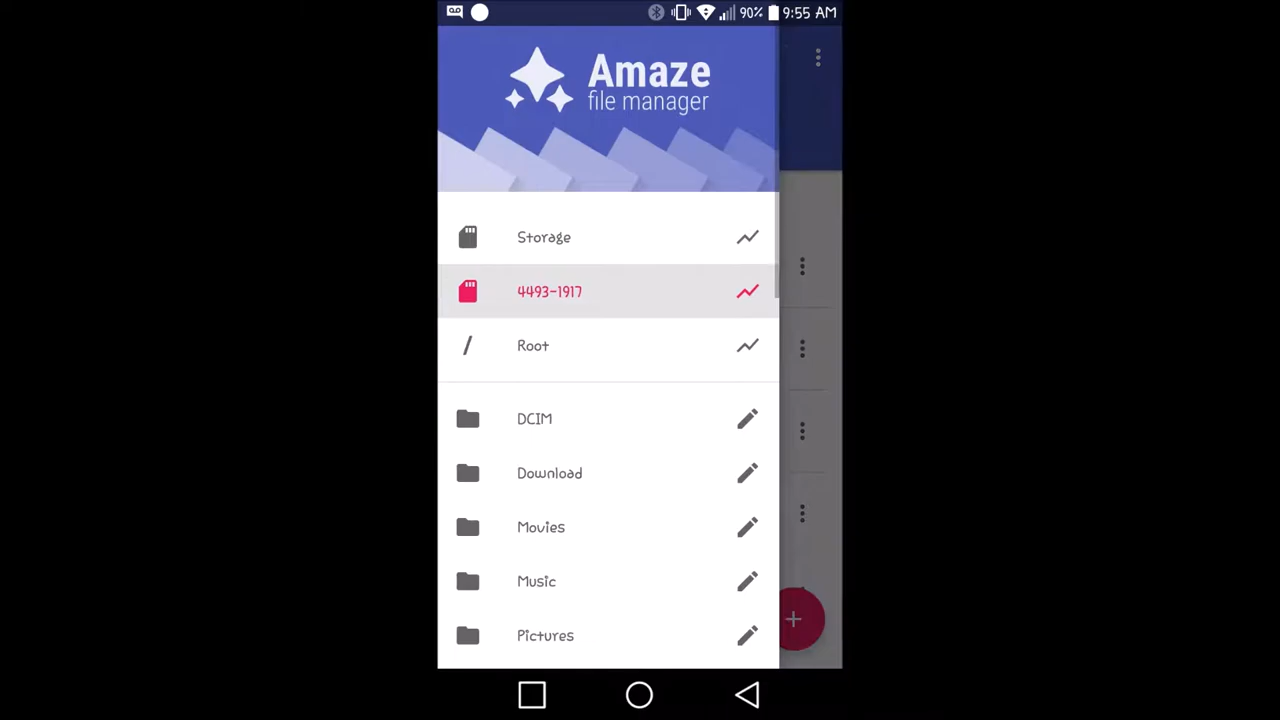 90% 9:55 AM
Amaze
file manager
Storage
4493-1917
/ Root
DCIM
Download
Movies
Music
Pictures